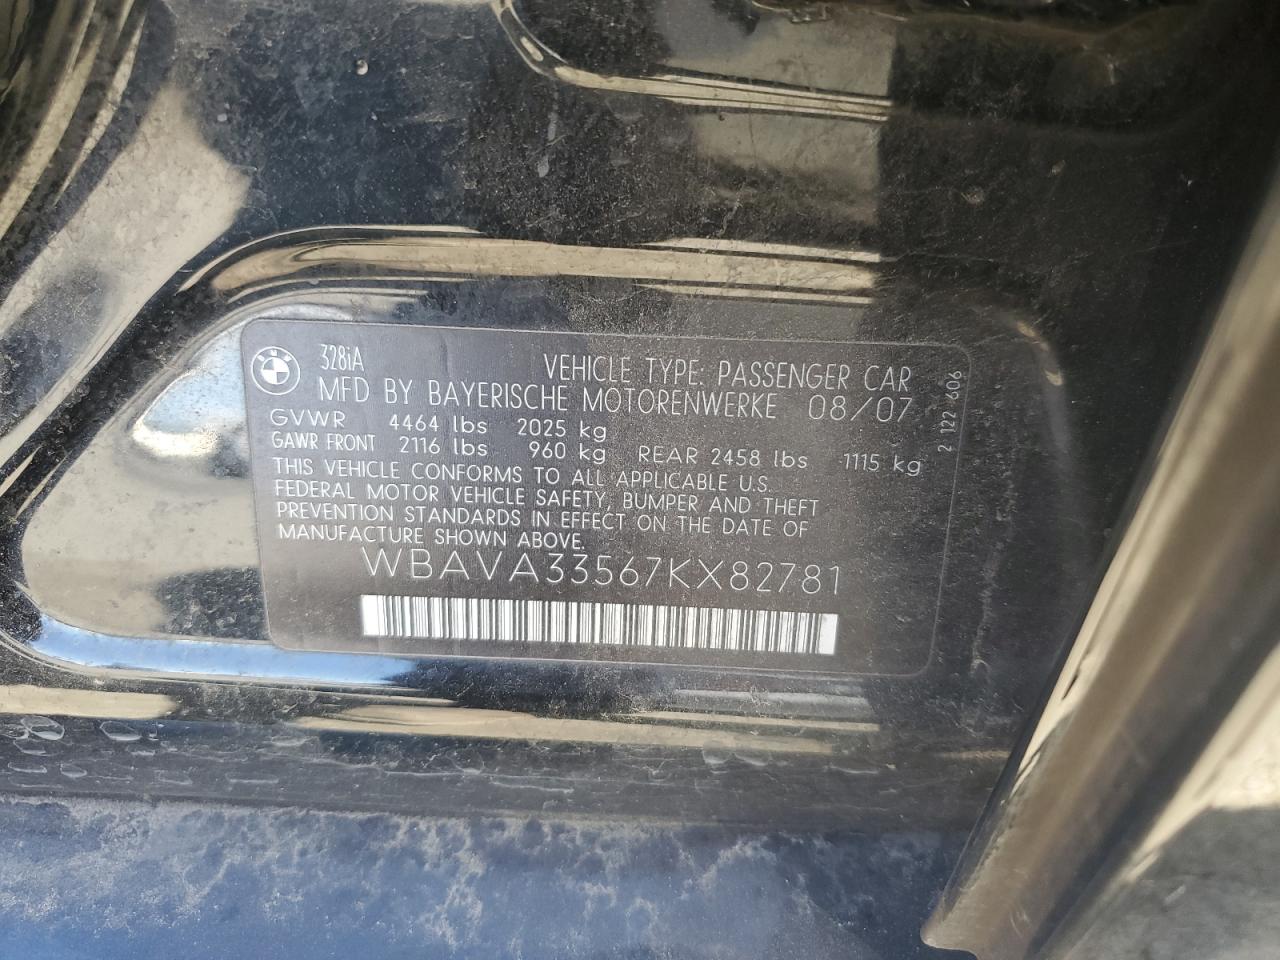 BMW
328iA
VEHICLE TYPE: PASSENGER CAR
MFD BY BAYERISCHE MOTORENWERKE 08/07
GVWR 4464 lbs 2025 kg
GAWR FRONT 2116 lbs 960 kg REAR 2458 lbs 1115 kg
THIS VEHICLE CONFORMS TO ALL APPLICABLE U.S.
FEDERAL MOTOR VEHICLE SAFETY, BUMPER AND THEFT
PREVENTION STANDARDS IN EFFECT ON THE DATE OF
MANUFACTURE SHOWN ABOVE.
WBAVA33567KX82781
2 122 606